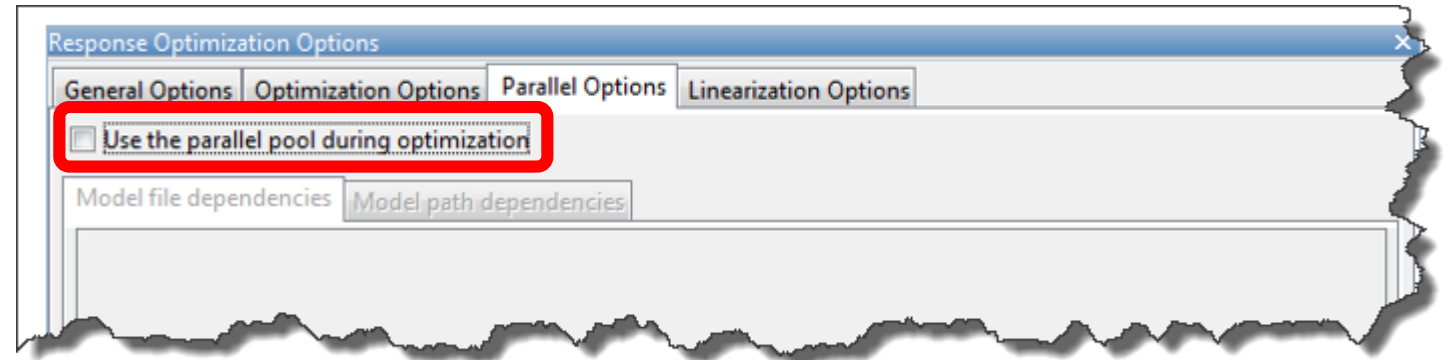 Response Optimization Options
General Options Optimization Options Parallel Options Linearization Options
Use the parallel pool during optimization
Model file dependencies Model path dependencies